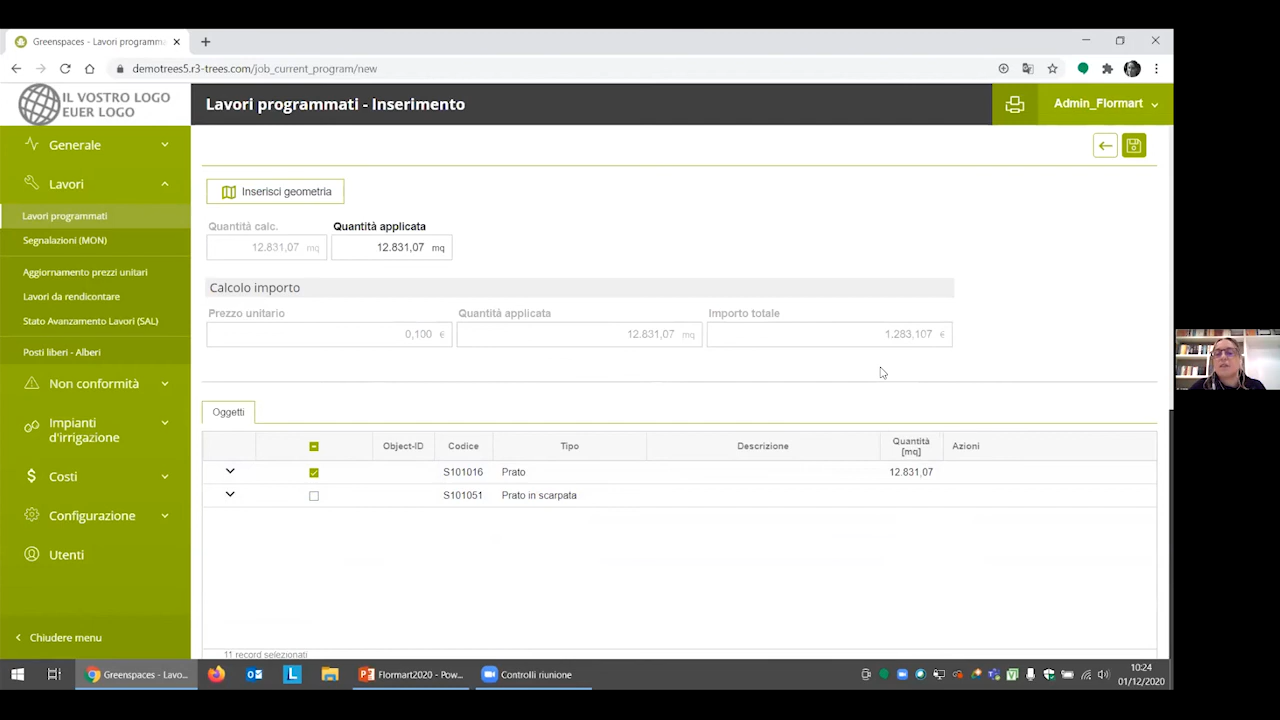 Greenspaces - Lavori programma
demotrees5.r3-trees.com/job_current_program/new
IL VOSTRO LOGO
EUER LOGO
Lavori programmati - Inserimento
Admin_Flormart
Generale
Lavori
Lavori programmati
Segnalazioni (MON)
Aggiornamento prezzi unitari
Lavori da rendicontare
Stato Avanzamento Lavori (SAL)
Posti liberi - Alberi
Non conformità
Impianti
d'irrigazione
Costi
Configurazione
Utenti
Chiudere menu
Inserisci geometria
Quantità calc. Quantità applicata
12.831,07 mq 12.831,07 mq
Calcolo importo
Prezzo unitario Quantità applicata Importo totale
0,100 € 12.831,07 mq 1.283,107 €
Oggetti
Object-ID Codice Tipo Descrizione Quantità [mq] Azioni
S101016 Prato 12.831,07
S101051 Prato in scarpata
11 record selezionati
Greenspaces - Lavo... Flormart2020 - Pow... Controlli riunione
10:24
01/12/2020